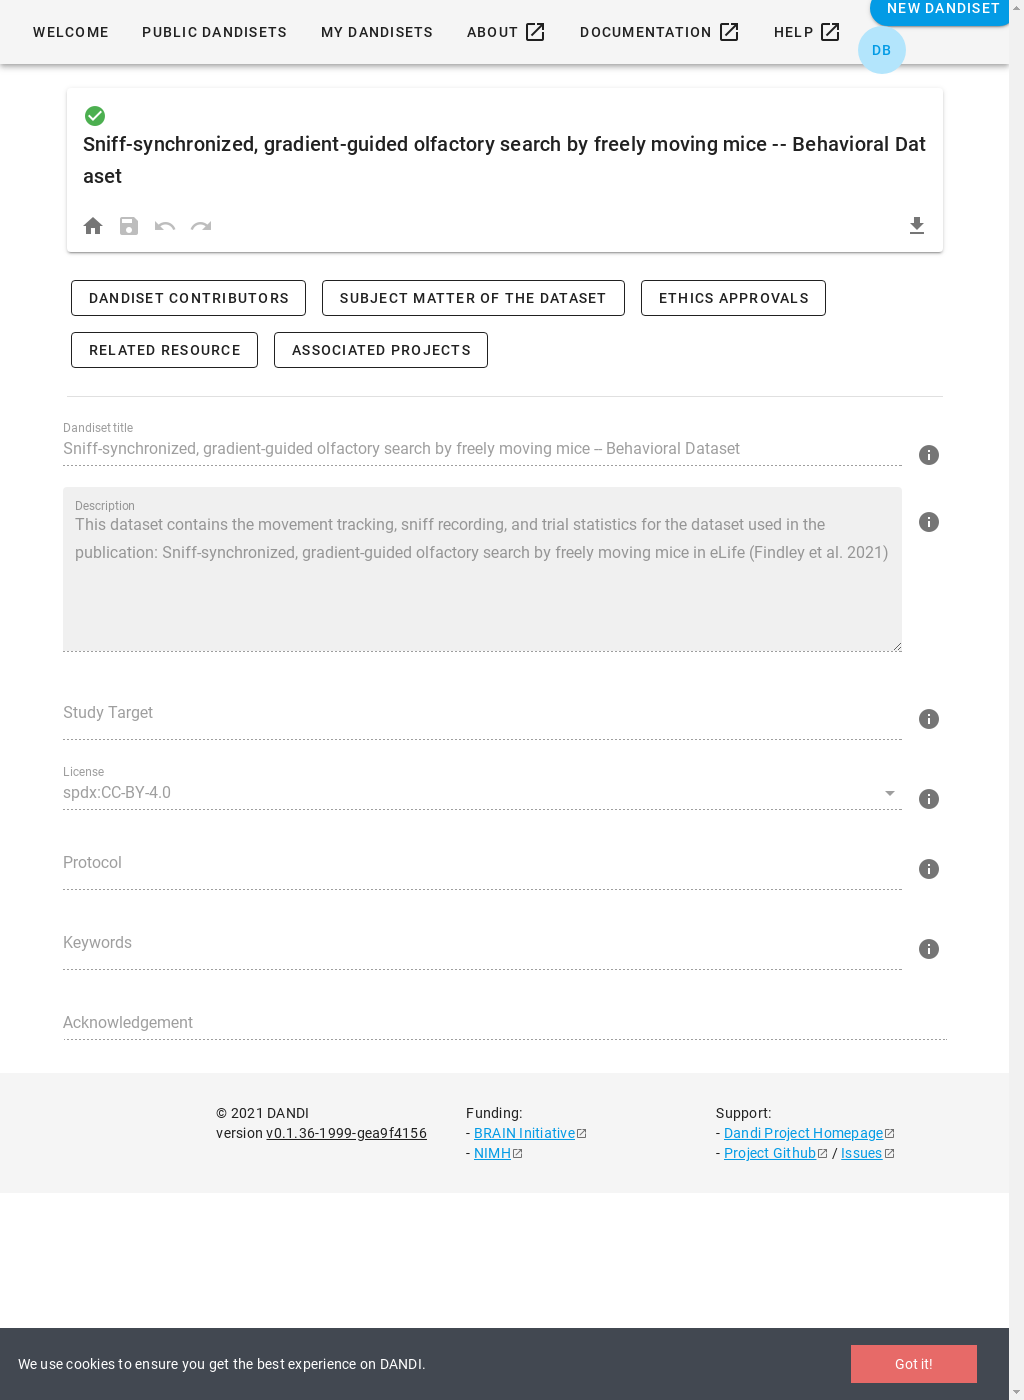 NEW DANDISET
WELCOME PUBLIC DANDISETS MY DANDISETS ABOUT DOCUMENTATION HELP
DB
Sniff-synchronized, gradient-guided olfactory search by freely moving mice -- Behavioral Dat
aset
DANDISET CONTRIBUTORS SUBJECT MATTER OF THE DATASET ETHICS APPROVALS
RELATED RESOURCE ASSOCIATED PROJECTS
Dandiset title
Sniff-synchronized, gradient-guided olfactory search by freely moving mice -- Behavioral Dataset
Description
This dataset contains the movement tracking, sniff recording, and trial statistics for the dataset used in the
publication: Sniff-synchronized, gradient-guided olfactory search by freely moving mice in eLife (Findley et al. 2021)
Study Target
License
spdx:CC-BY-4.0
Protocol
Keywords
Acknowledgement
© 2021 DANDI
version v0.1.36-1999-gea9f4156
Funding:
- BRAIN Initiative
- NIMH
Support:
- Dandi Project Homepage
- Project Github / Issues
We use cookies to ensure you get the best experience on DANDI.
Got it!